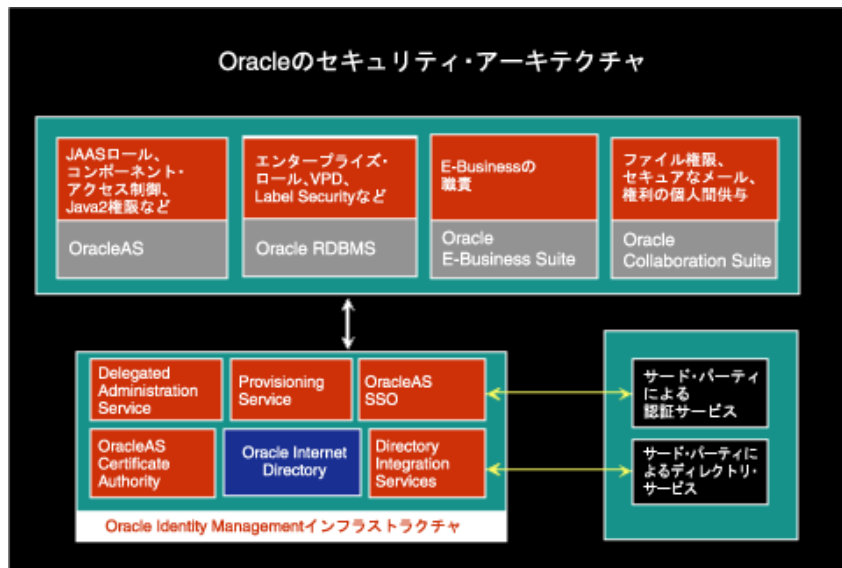 Oracleのセキュリティ・アーキテクチャ
JAASロール、
コンポーネント・
アクセス制御、
Java2権限など
OracleAS
エンタープライズ・
ロール、VPD、
Label Securityなど
Oracle RDBMS
E-Businessの
職責
Oracle
E-Business Suite
ファイル権限、
セキュアなメール、
権利の個人間供与
Oracle
Collaboration Suite
Delegated
Administration
Service
Provisioning
Service
OracleAS
SSO
OracleAS
Certificate
Authority
Oracle Internet
Directory
Directory
Integration
Services
Oracle Identity Managementインフラストラクチャ
サード・パーティ
による
認証サービス
サード・パーティに
よるディレクトリ・
サービス